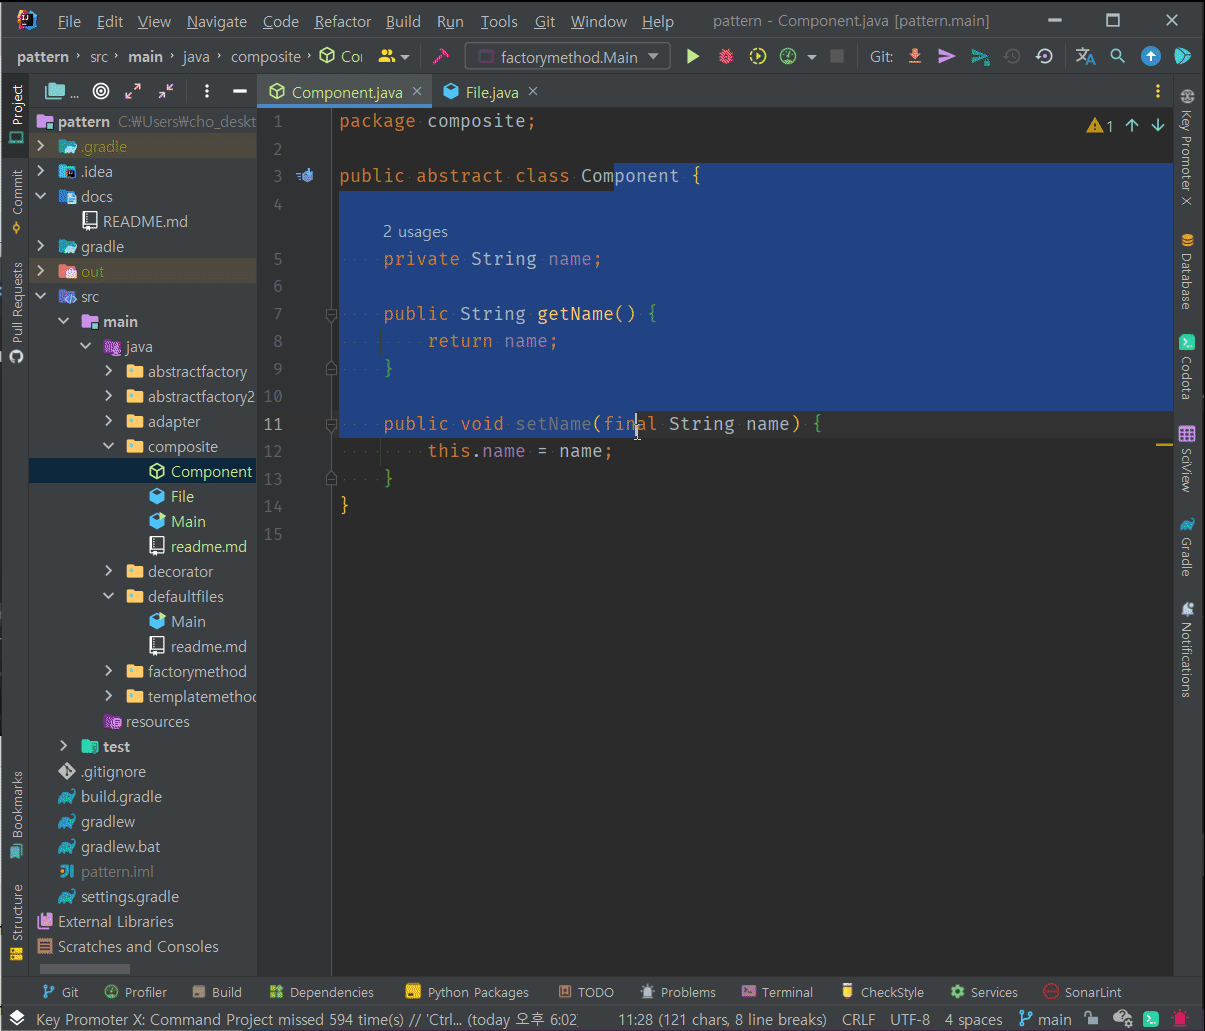 File Edit View Navigate Code Refactor Build Run Tools Git Window Help pattern - Component.java [pattern.main]
pattern src main java composite Co factorymethod.Main Git:
... Component.java File.java
Project
Commit
Pull Requests
Bookmarks
Structure
pattern C:₩Users₩cho_deskt
.gradle
.idea
docs
README.md
gradle
out
src
main
java
abstractfactory
abstractfactory2
adapter
composite
Component
File
Main
readme.md
decorator
defaultfiles
Main
readme.md
factorymethod
templatemethod
resources
test
.gitignore
build.gradle
gradlew
gradlew.bat
pattern.iml
settings.gradle
External Libraries
Scratches and Consoles
1 package composite;
1
2
3 public abstract class Component {
4
2 usages
5 private String name;
6
7 public String getName() {
8 return name;
9 }
10
11 public void setName(final String name) {
12 this.name = name;
13 }
14 }
15
Key Promoter X
Database
Codota
SciView
Gradle
Notifications
Git Profiler Build Dependencies Python Packages TODO Problems Terminal CheckStyle Services SonarLint
Key Promoter X: Command Project missed 594 time(s) // 'Ctrl... (today 오후 6:02) 11:28 (121 chars, 8 line breaks) CRLF UTF-8 4 spaces main